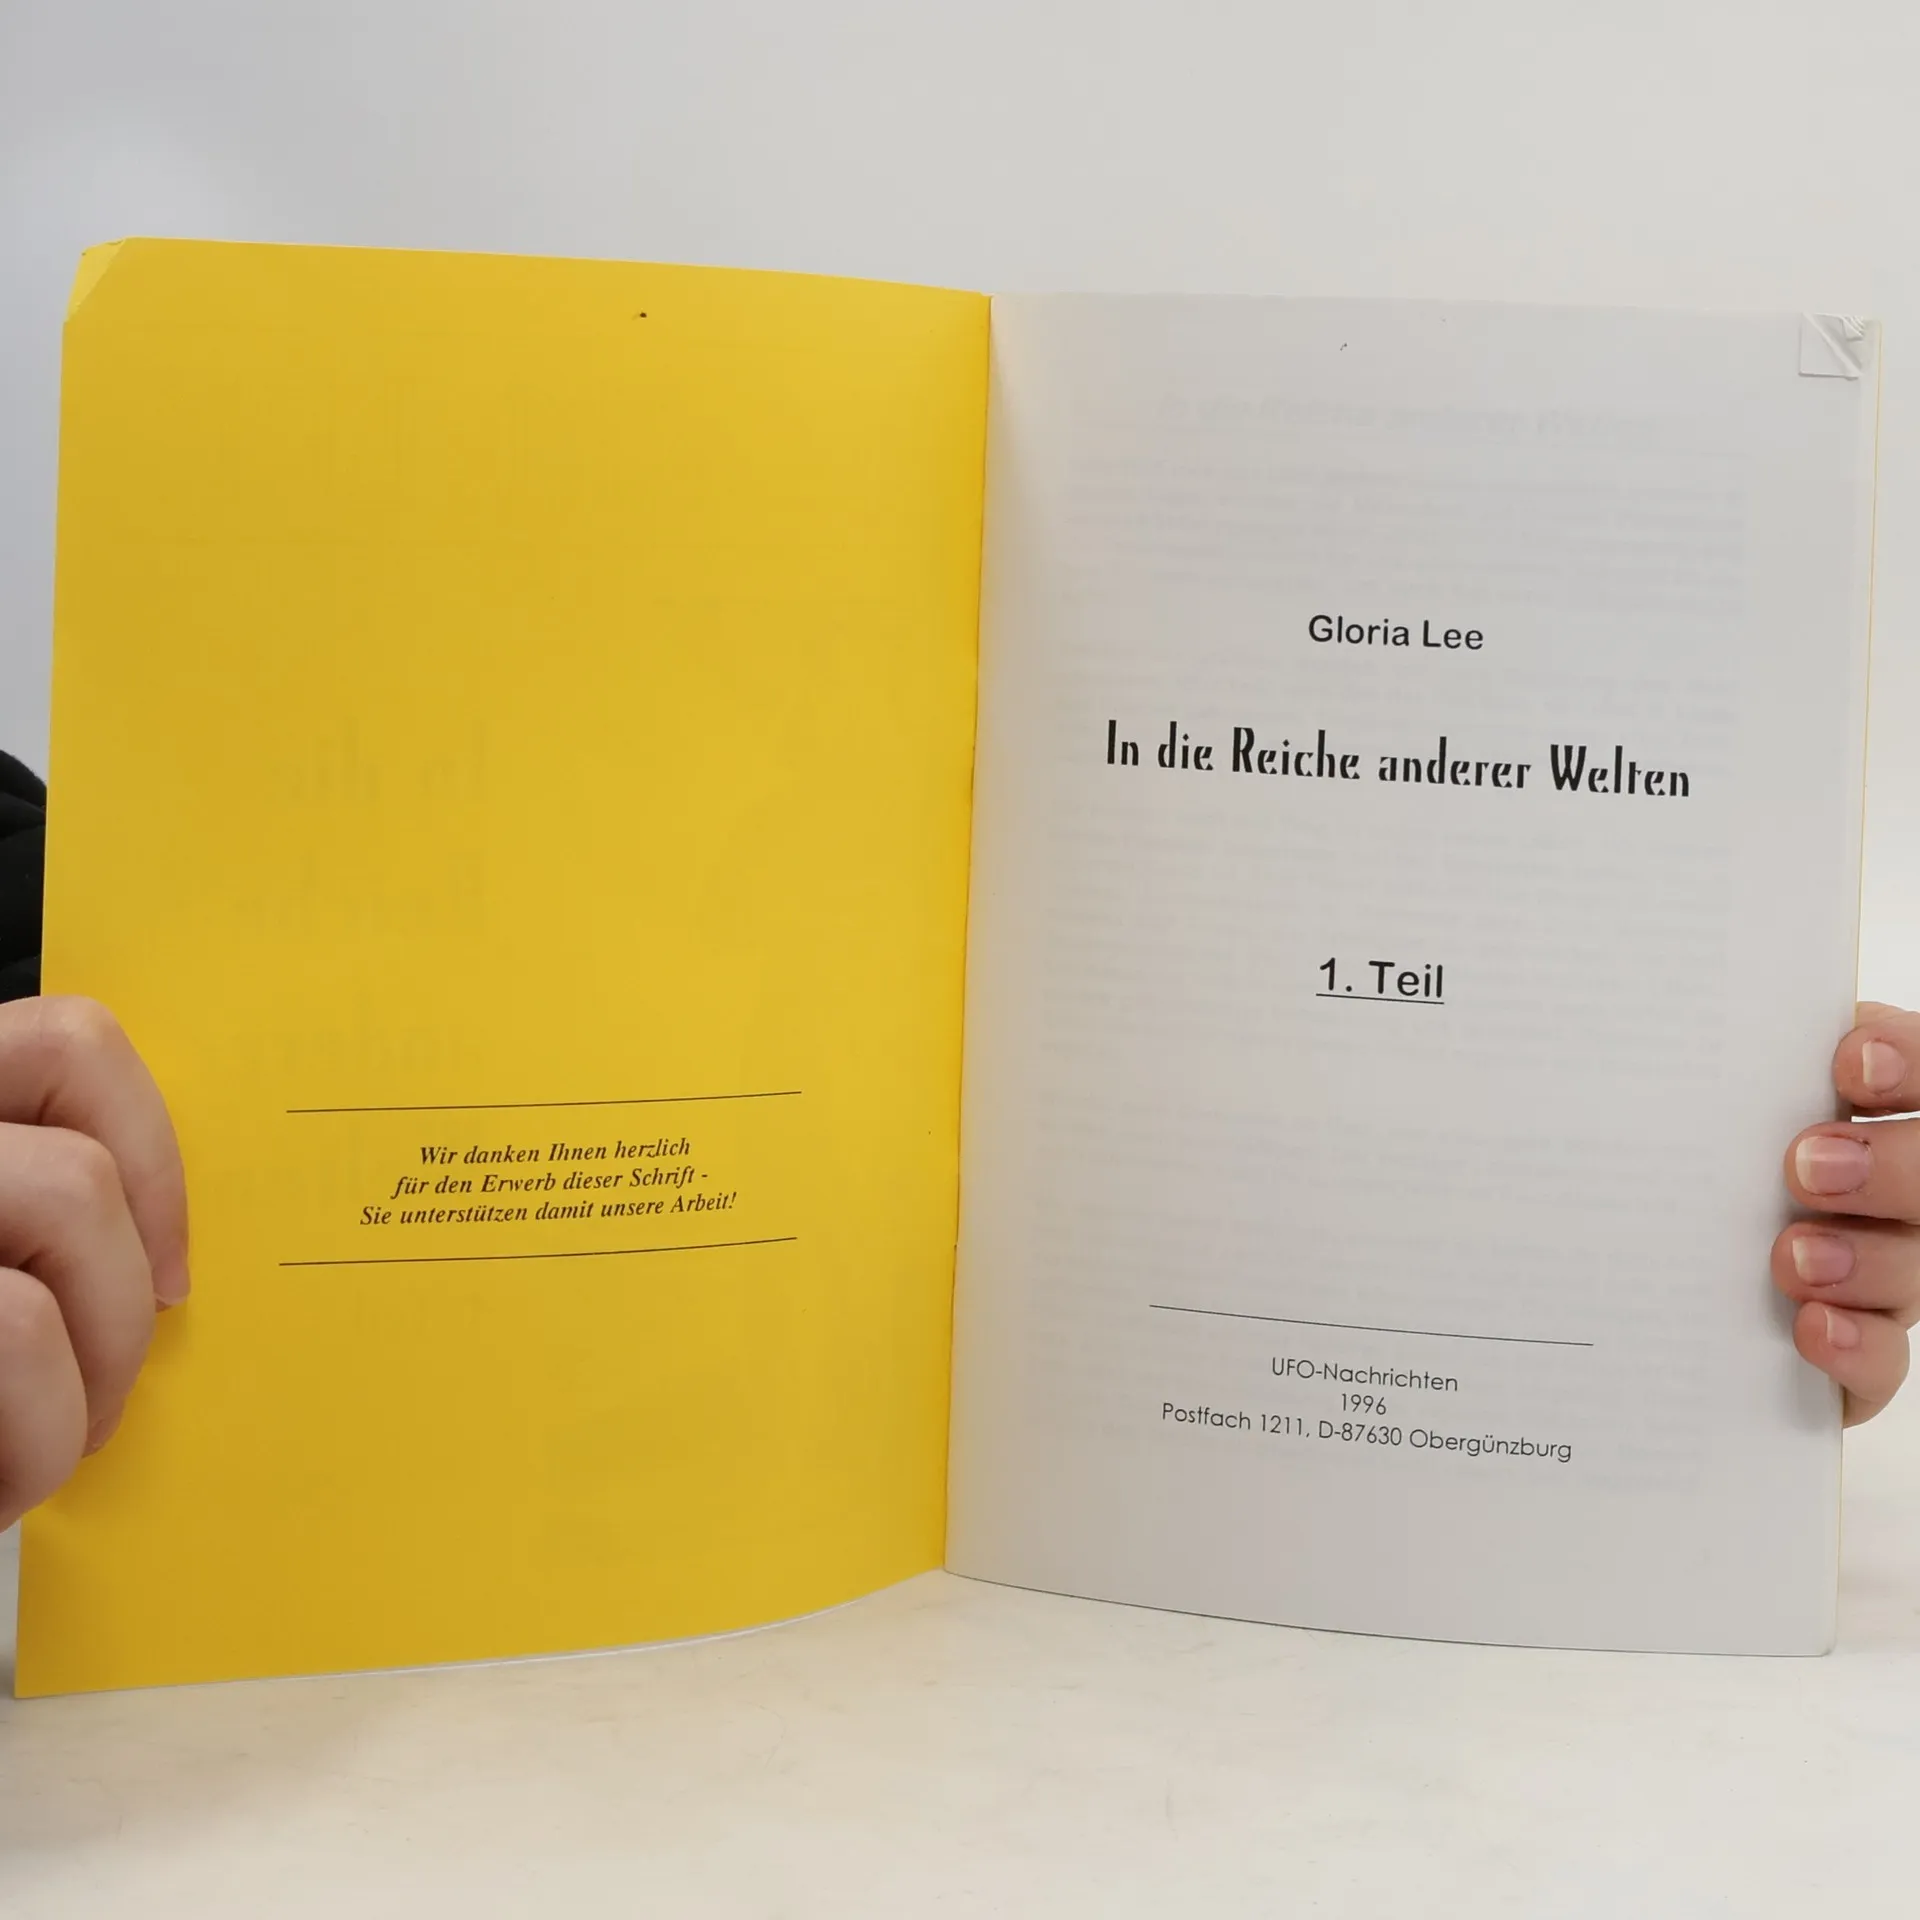 Wir danken Ihnen herzlich
für den Erwerb dieser Schrift -
Sie unterstützen damit unsere Arbeit!
Gloria Lee
In die Reiche anderer Welten
1. Teil
UFO-Nachrichten
1996
Postfach 1211, D-87630 Obergünzburg